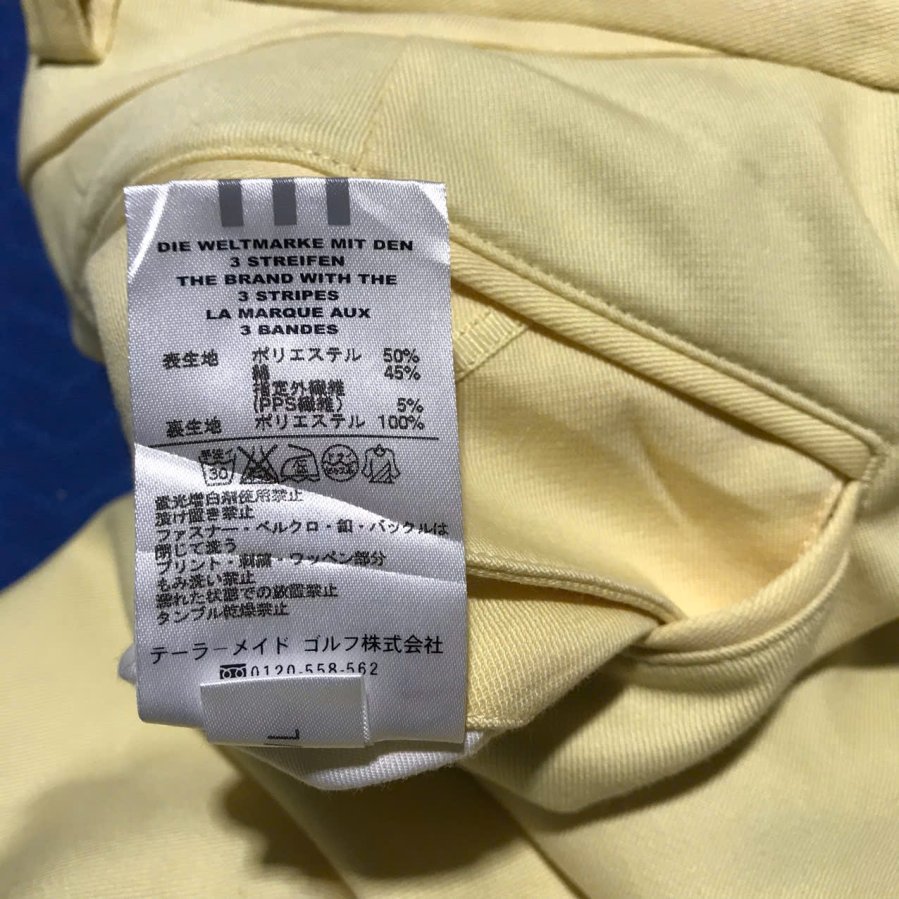 DIE WELTMARKE MIT DEN
3 STREIFEN
THE BRAND WITH THE
3 STRIPES
LA MARQUE AUX
3 BANDES
表生地 ポリエステル 50%
綿 45%
指定外繊維
(PPS繊維) 5%
裏生地 ポリエステル 100%
30
蛍光増白剤使用禁止
漬け置き禁止
ファスナー・ベルクロ・釦・バックルは
閉じて洗う
プリント・刺繍・ワッペン部分
もみ洗い禁止
濡れた状態での放置禁止
タンブル乾燥禁止
テーラーメイド ゴルフ株式会社
0120-558-562